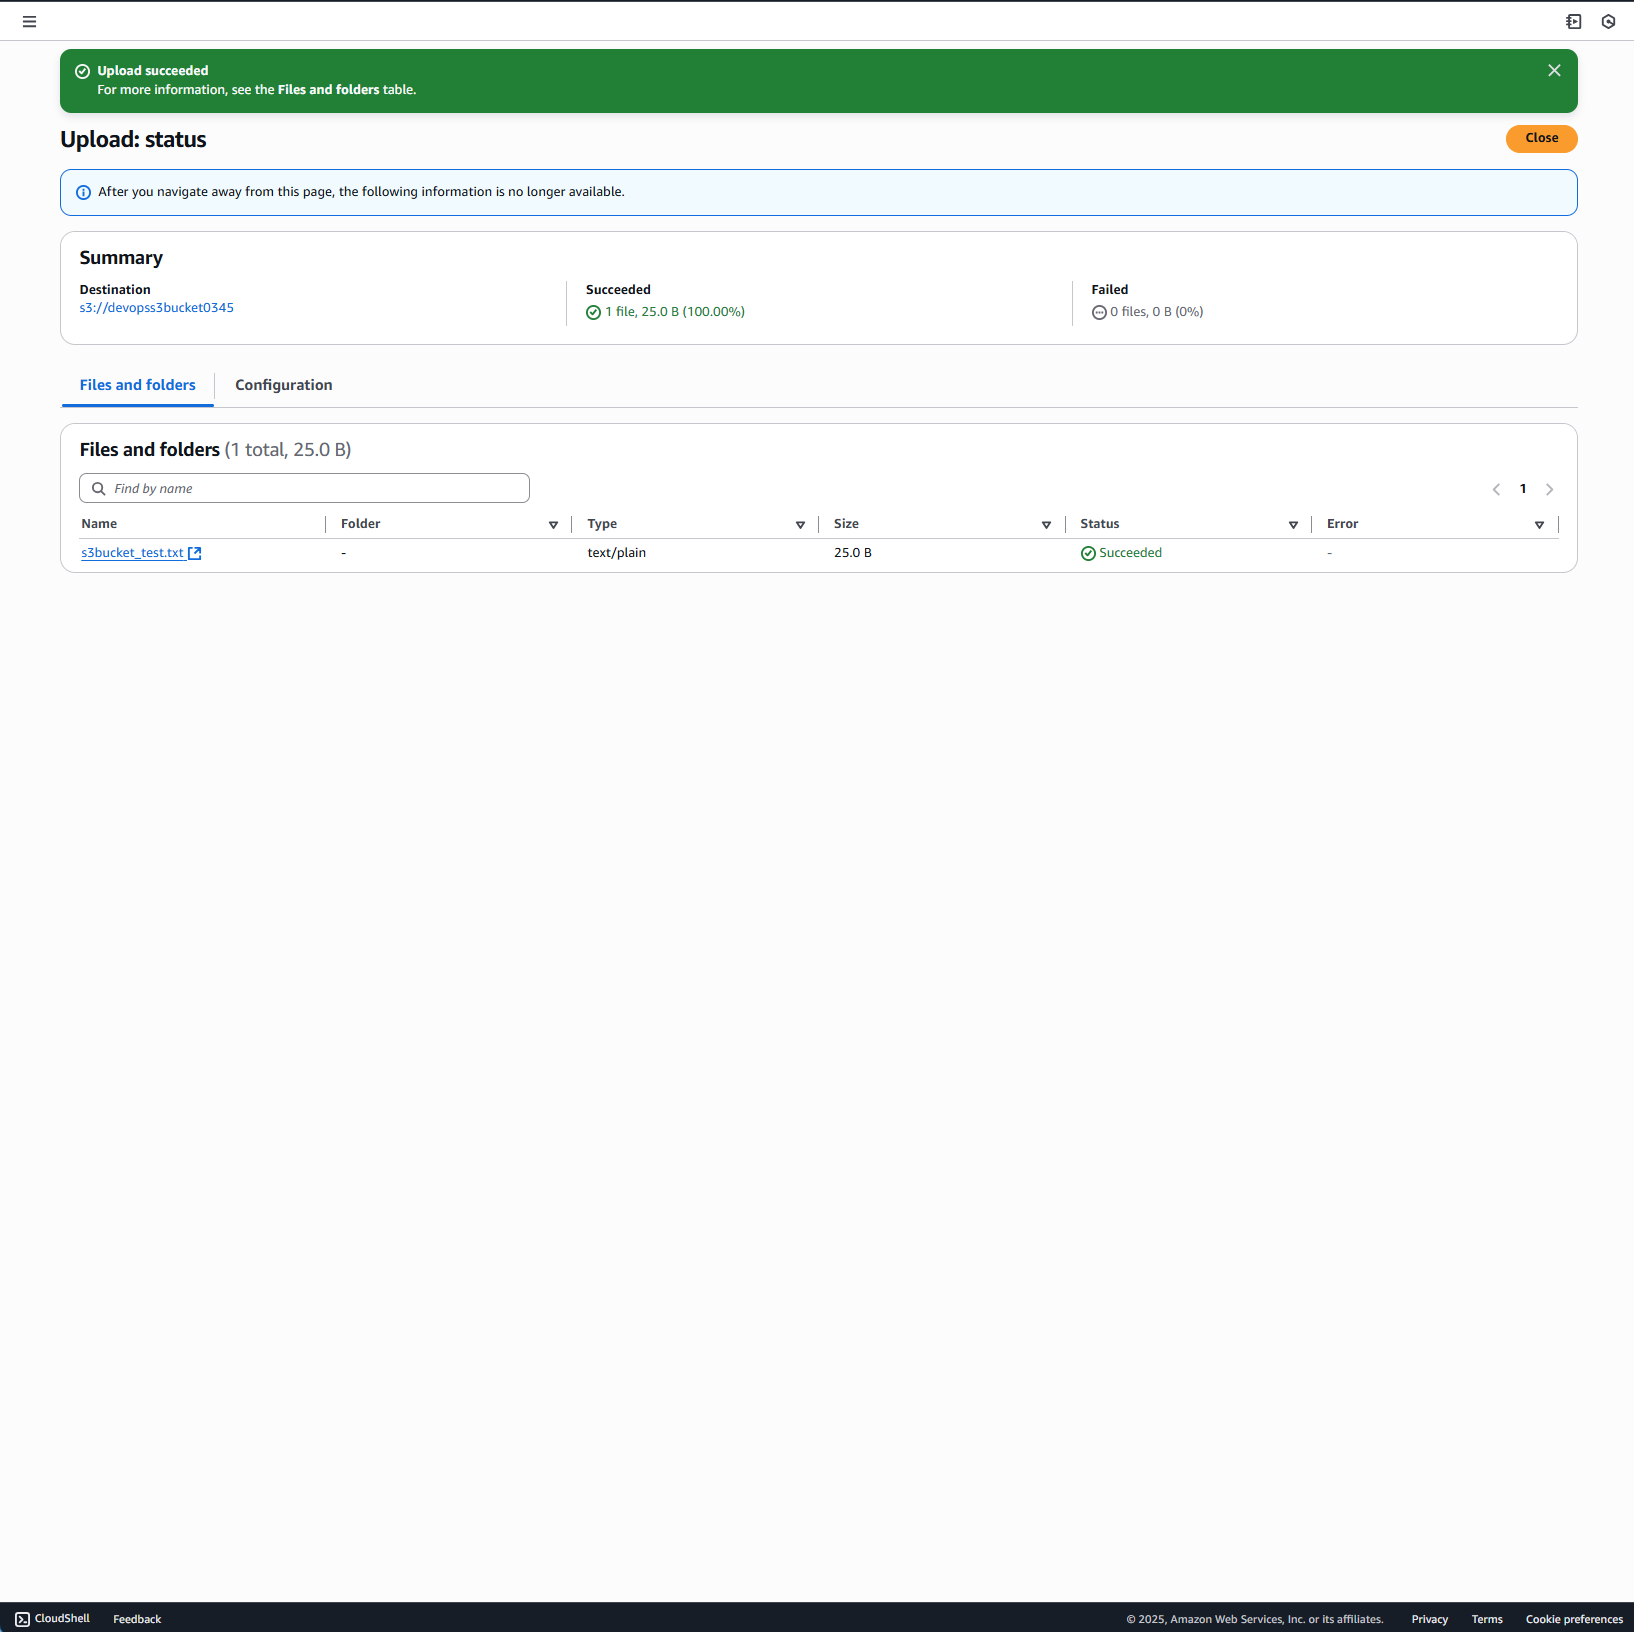 Upload succeeded
For more information, see the Files and folders table.
Upload: status
Close
After you navigate away from this page, the following information is no longer available.
Summary
Destination
s3://devopss3bucket0345
Succeeded
1 file, 25.0 B (100.00%)
Failed
0 files, 0 B (0%)
Files and folders
Configuration
Files and folders (1 total, 25.0 B)
Find by name
1
Name Folder Type Size Status Error
s3bucket_test.txt - text/plain 25.0 B Succeeded -
CloudShell Feedback © 2025, Amazon Web Services, Inc. or its affiliates. Privacy Terms Cookie preferences